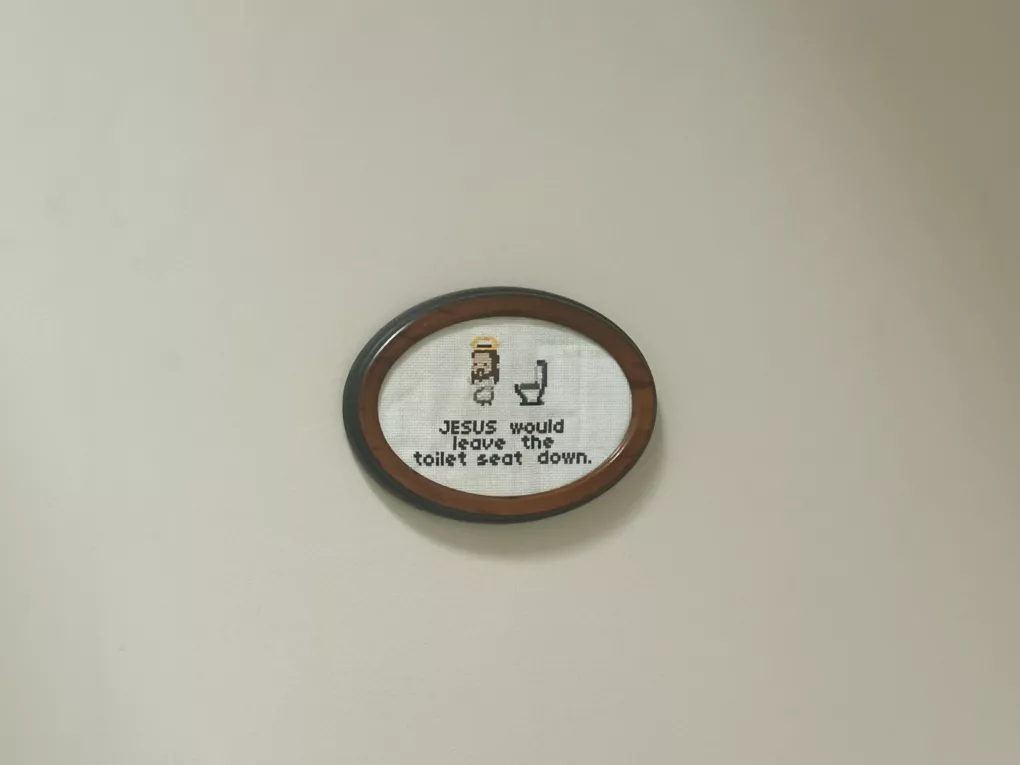 JESUS would
leave the
toilet seat down.